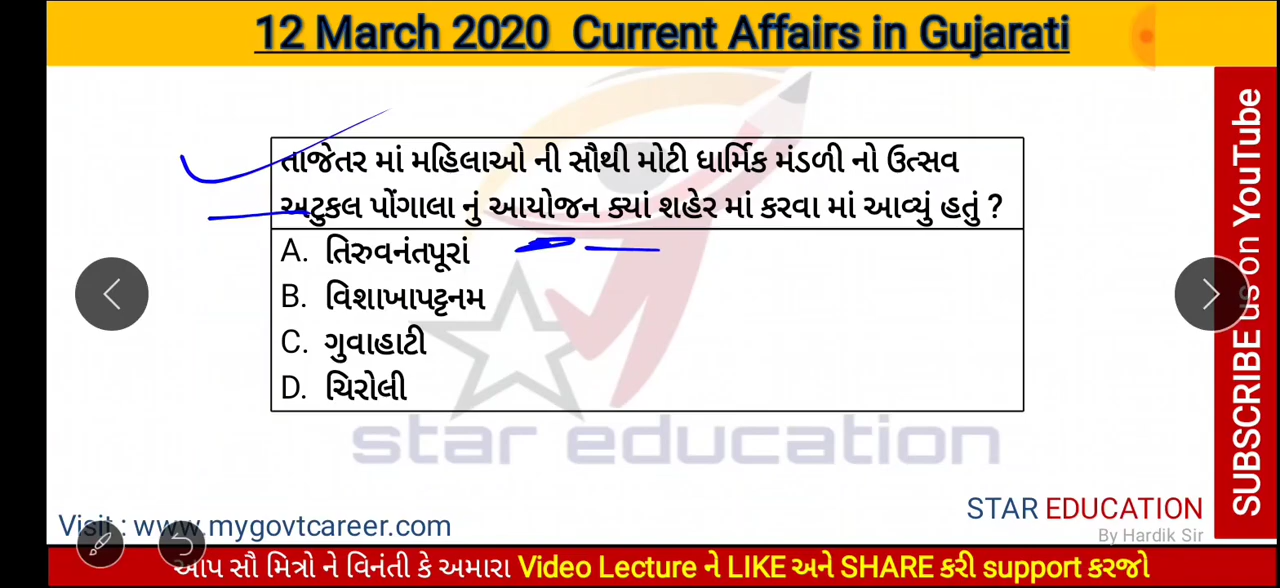 12 March 2020 Current Affairs in Gujarati
તાજેતર માં મહિલાઓ ની સૌથી મોટી ધાર્મિક મંડળી નો ઉત્સવ
અટુકલ પોંગાલા નું આયોજન ક્યાં શહેર માં કરવા માં આવ્યું હતું ?
A. તિરુવનંતપૂરાં
B. વિશાખાપટ્ટનમ
C. ગુવાહાટી
D. ચિરોલી
star education
STAR EDUCATION
By Hardik Sir
Visit : www.mygovtcareer.com
આપ સૌ મિત્રો ને વિનંતી કે અમારા Video Lecture ને LIKE અને SHARE કરી support કરજો
SUBSCRIBE us on YouTube